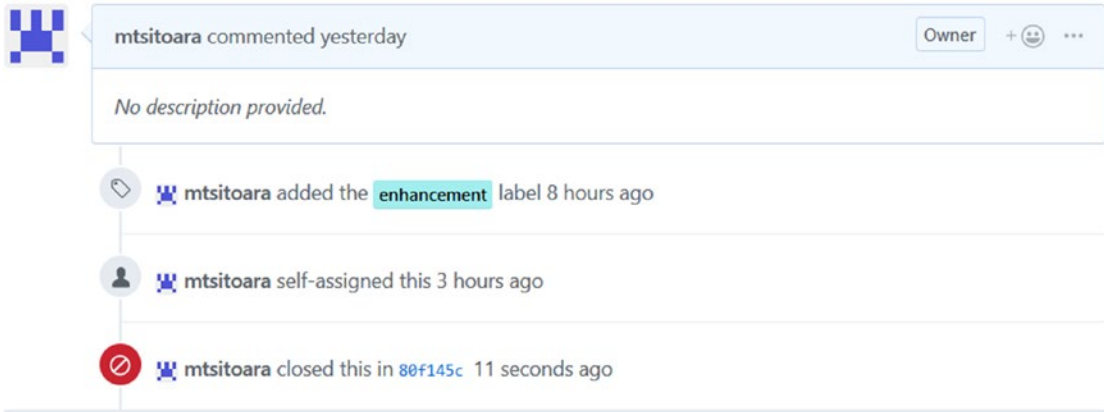 mtsitoara commented yesterday Owner
No description provided.
mtsitoara added the enhancement label 8 hours ago
mtsitoara self-assigned this 3 hours ago
mtsitoara closed this in 80f145c 11 seconds ago